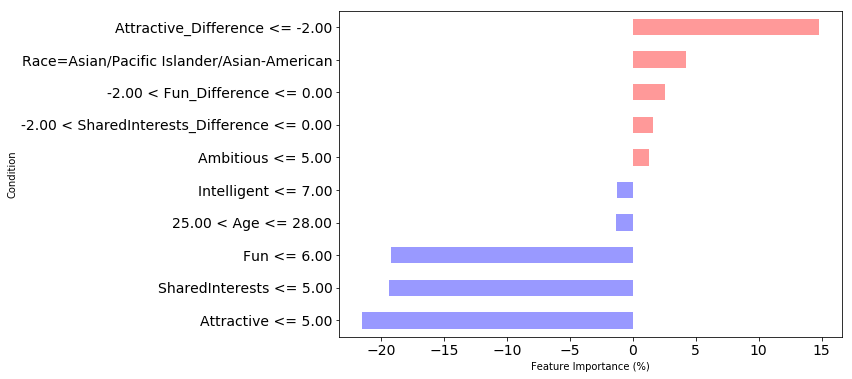 Attractive_Difference <= -2.00
Race=Asian/Pacific Islander/Asian-American
-2.00 < Fun_Difference <= 0.00
-2.00 < SharedInterests_Difference <= 0.00
Ambitious <= 5.00
Intelligent <= 7.00
25.00 < Age <= 28.00
Fun <= 6.00
SharedInterests <= 5.00
Attractive <= 5.00
Condition
−20 −15 −10 −5 0 5 10 15
Feature Importance (%)